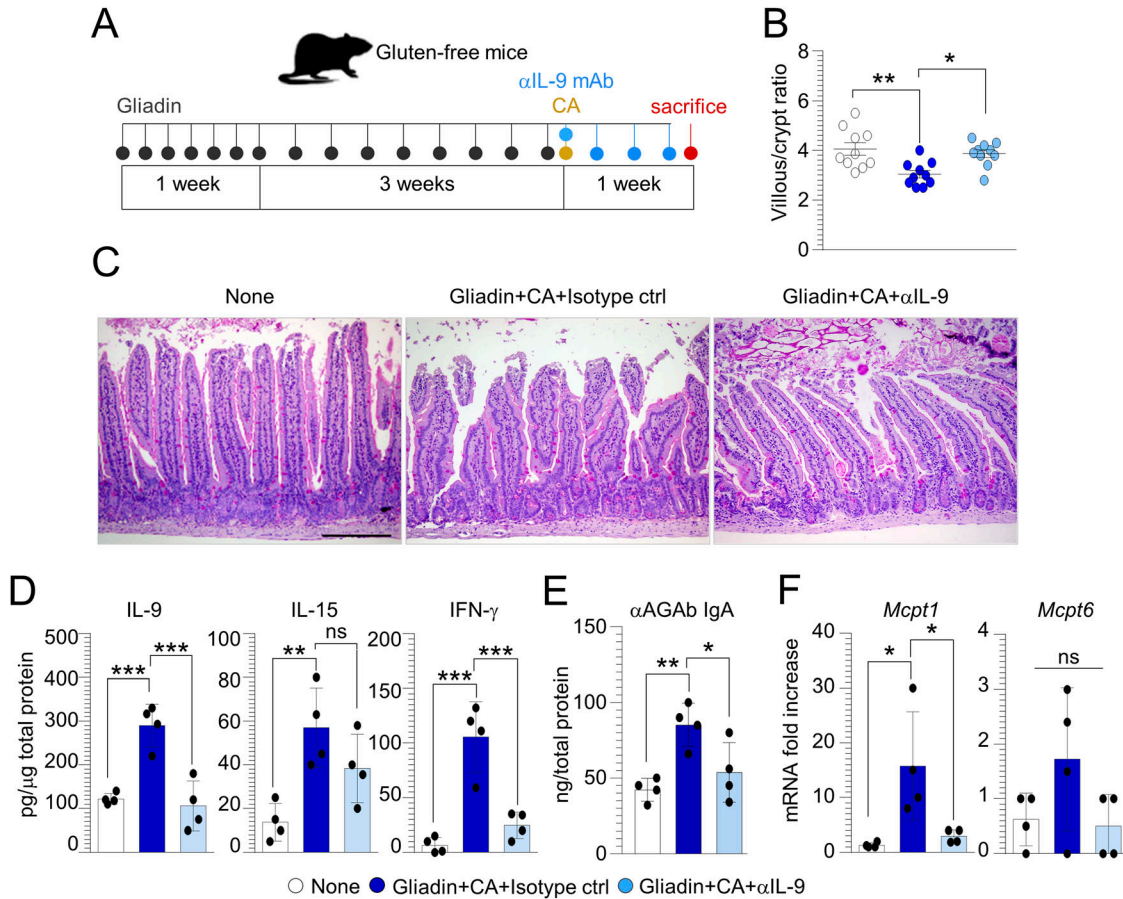 A
Gluten-free mice
αIL-9 mAb
Gliadin
CA
sacrifice
1 week
3 weeks
1 week
B
Villous/crypt ratio
8
6
4
2
0
**
*
C
None
Gliadin+CA+Isotype ctrl
Gliadin+CA+αIL-9
D
IL-9
pg/µg total protein
500
400
300
200
100
0
***
***
IL-15
100
80
60
40
20
0
**
ns
IFN-γ
200
150
100
50
0
***
***
E
αAGAb IgA
ng/total protein
150
100
50
0
**
*
F
Mcpt1
mRNA fold increase
40
30
20
10
0
*
*
Mcpt6
4
3
2
1
0
ns
None
Gliadin+CA+Isotype ctrl
Gliadin+CA+αIL-9